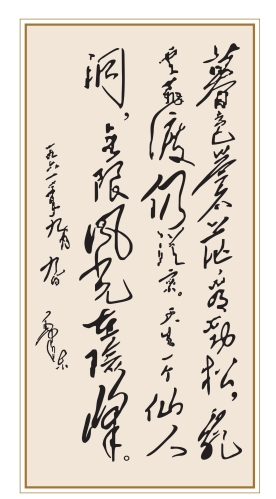 暮色苍茫看劲松，乱
云飞渡仍从容。天生一个仙人
洞，无限风光在险峰。
一九六一年九月九日 毛泽东